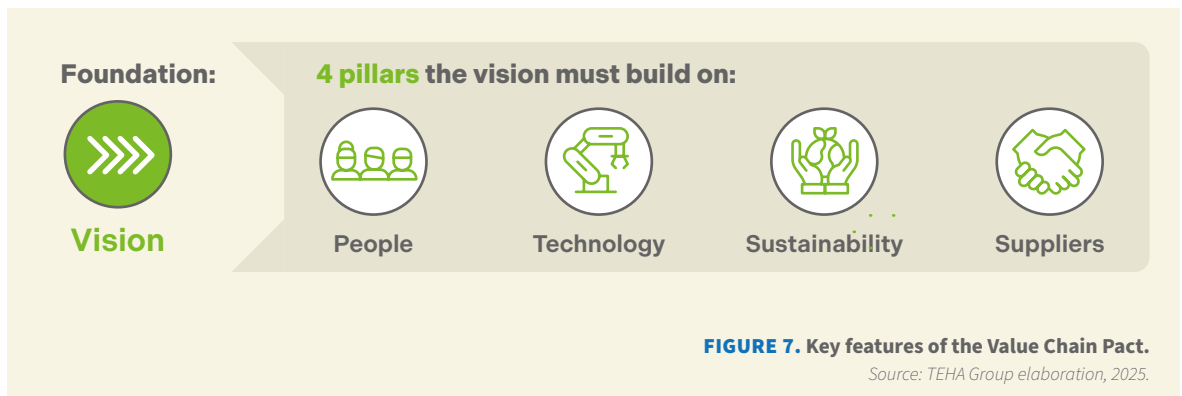 Foundation:
4 pillars the vision must build on:
Vision
People
Technology
Sustainability
Suppliers
FIGURE 7. Key features of the Value Chain Pact.
Source: TEHA Group elaboration, 2025.